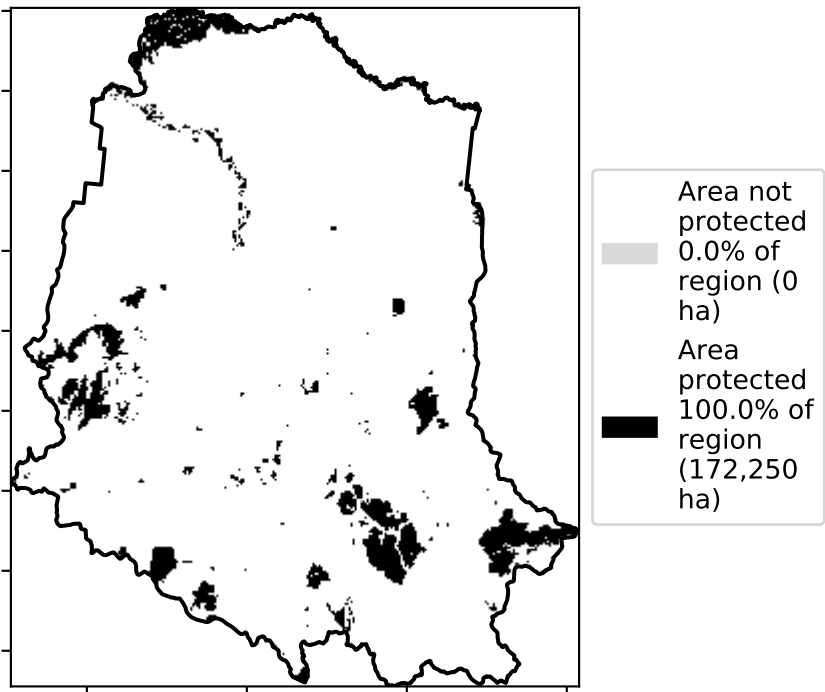 Area not
protected
0.0% of
region (0
ha)
Area
protected
100.0% of
region
(172,250
ha)